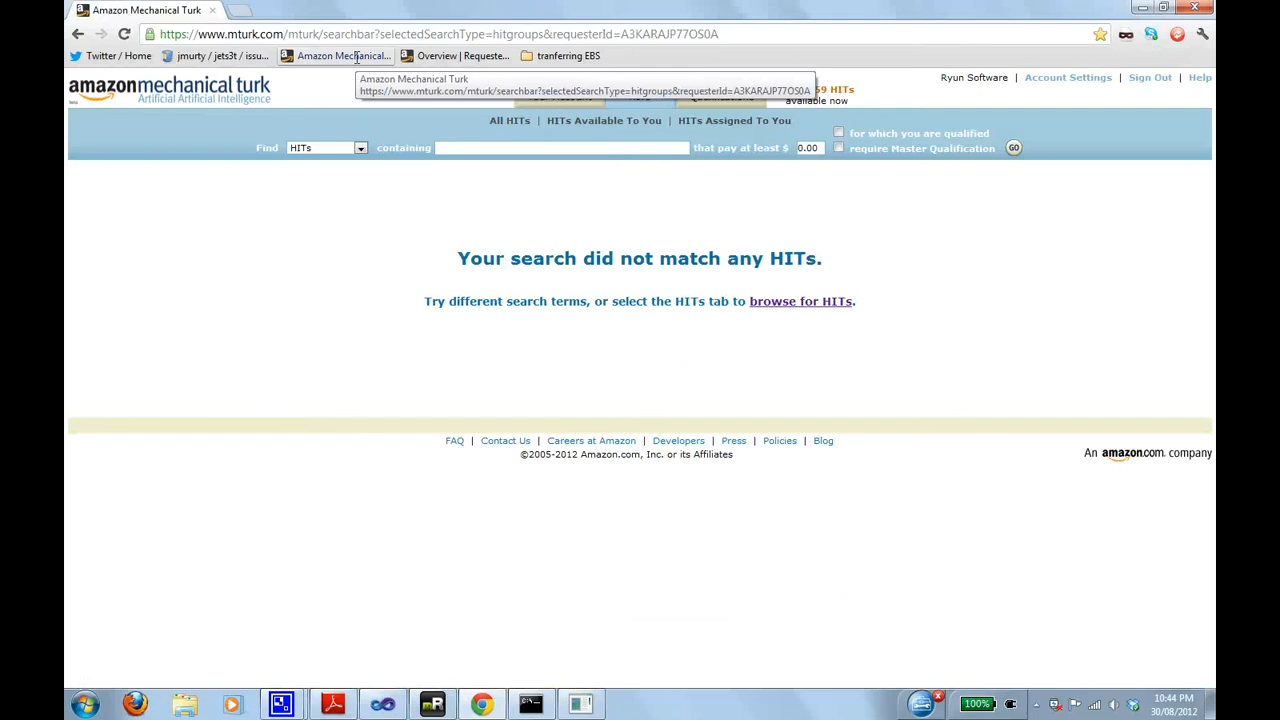 Amazon Mechanical Turk
https://www.mturk.com/mturk/searchbar?selectedSearchType=hitgroups&requesterId=A3KARAJP77OS0A
Twitter / Home
jmurty / jets3t / issu...
Amazon Mechanical...
Overview | Requeste...
tranferring EBS
Amazon Mechanical Turk
https://www.mturk.com/mturk/searchbar?selectedSearchType=hitgroups&requesterId=A3KARAJP77OS0A
amazonmechanical turk
beta
Artificial Artificial Intelligence
59 HITs
available now
Ryun Software | Account Settings | Sign Out | Help
All HITs | HITs Available To You | HITs Assigned To You
Find HITs containing that pay at least $ 0.00
for which you are qualified
require Master Qualification
GO
Your search did not match any HITs.
Try different search terms, or select the HITs tab to browse for HITs.
FAQ | Contact Us | Careers at Amazon | Developers | Press | Policies | Blog
©2005-2012 Amazon.com, Inc. or its Affiliates
An amazon.com. company
mR
100%
10:44 PM
30/08/2012